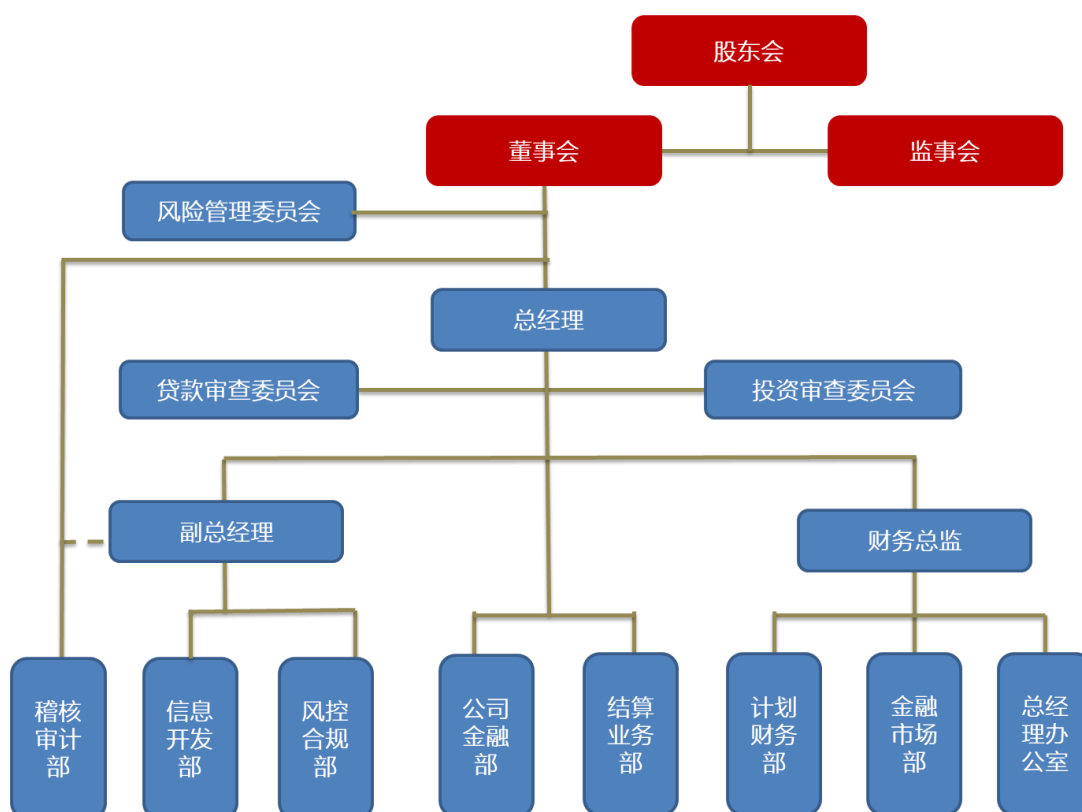 股东会
董事会
监事会
风险管理委员会
总经理
贷款审查委员会
投资审查委员会
副总经理
财务总监
稽核
审计
部
信息
开发
部
风控
合规
部
公司
金融
部
结算
业务
部
计划
财务
部
金融
市场
部
总经
理办
公室